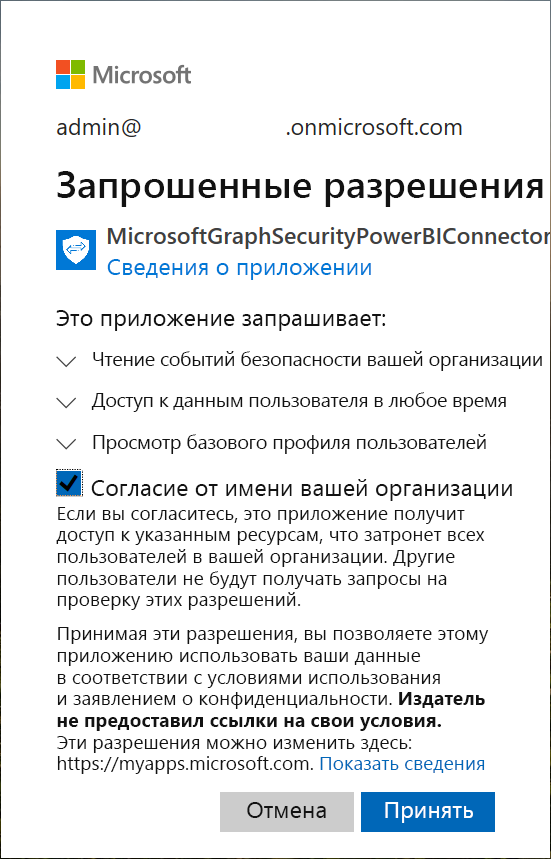 Microsoft
admin@ .onmicrosoft.com
Запрошенные разрешения
MicrosoftGraphSecurityPowerBIConnector
Сведения о приложении
Это приложение запрашивает:
Чтение событий безопасности вашей организации
Доступ к данным пользователя в любое время
Просмотр базового профиля пользователей
Согласие от имени вашей организации
Если вы согласитесь, это приложение получит
доступ к указанным ресурсам, что затронет всех
пользователей в вашей организации. Другие
пользователи не будут получать запросы на
проверку этих разрешений.
Принимая эти разрешения, вы позволяете этому
приложению использовать ваши данные
в соответствии с условиями использования
и заявлением о конфиденциальности. Издатель
не предоставил ссылки на свои условия.
Эти разрешения можно изменить здесь:
https://myapps.microsoft.com. Показать сведения
Отмена
Принять